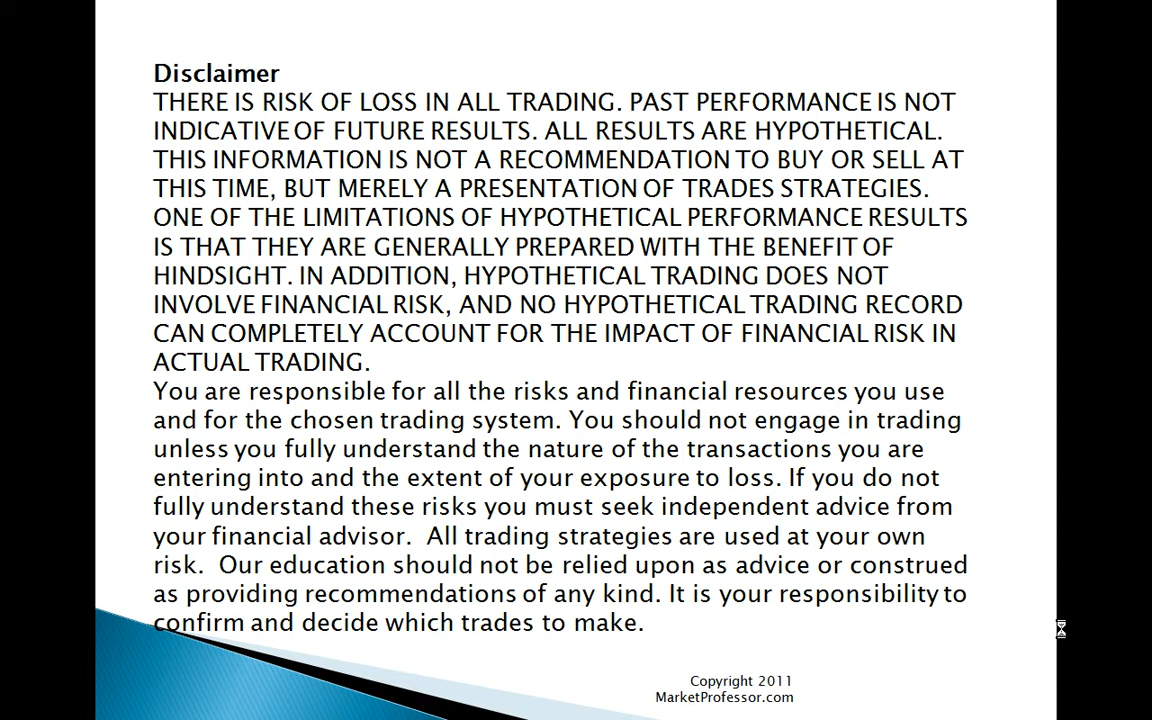 Disclaimer
THERE IS RISK OF LOSS IN ALL TRADING. PAST PERFORMANCE IS NOT
INDICATIVE OF FUTURE RESULTS. ALL RESULTS ARE HYPOTHETICAL.
THIS INFORMATION IS NOT A RECOMMENDATION TO BUY OR SELL AT
THIS TIME, BUT MERELY A PRESENTATION OF TRADES STRATEGIES.
ONE OF THE LIMITATIONS OF HYPOTHETICAL PERFORMANCE RESULTS
IS THAT THEY ARE GENERALLY PREPARED WITH THE BENEFIT OF
HINDSIGHT. IN ADDITION, HYPOTHETICAL TRADING DOES NOT
INVOLVE FINANCIAL RISK, AND NO HYPOTHETICAL TRADING RECORD
CAN COMPLETELY ACCOUNT FOR THE IMPACT OF FINANCIAL RISK IN
ACTUAL TRADING.
You are responsible for all the risks and financial resources you use
and for the chosen trading system. You should not engage in trading
unless you fully understand the nature of the transactions you are
entering into and the extent of your exposure to loss. If you do not
fully understand these risks you must seek independent advice from
your financial advisor.  All trading strategies are used at your own
risk.  Our education should not be relied upon as advice or construed
as providing recommendations of any kind. It is your responsibility to
confirm and decide which trades to make.
Copyright 2011
MarketProfessor.com